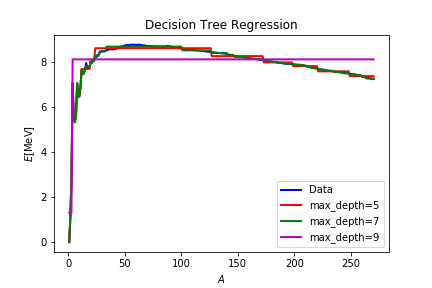 Decision Tree Regression
E[MeV]
8
6
4
2
0
0 50 100 150 200 250
A
Data
max_depth=5
max_depth=7
max_depth=9